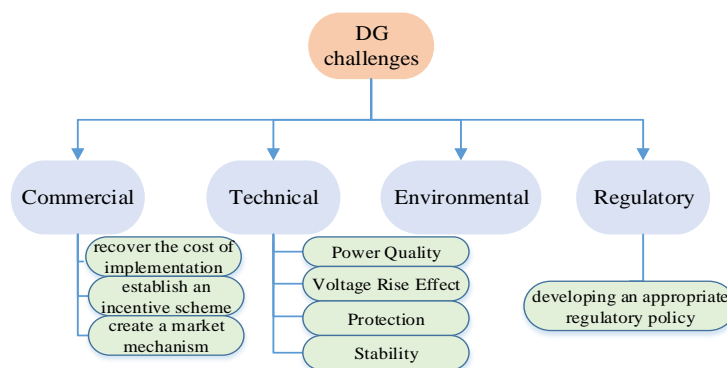 DG
challenges
Commercial
Technical
Environmental
Regulatory
recover the cost of
implementation
establish an
incentive scheme
create a market
mechanism
Power Quality
Voltage Rise Effect
Protection
Stability
developing an appropriate
regulatory policy